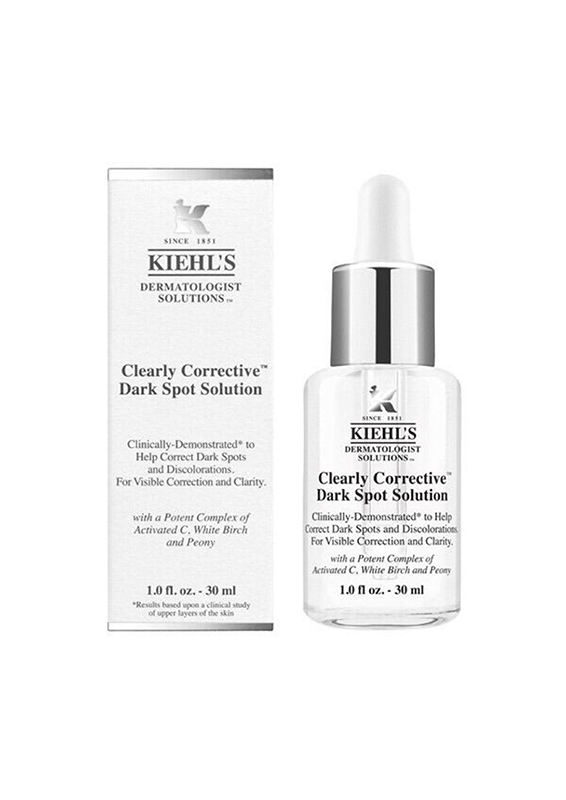 SINCE 1851
KIEHL'S
DERMATOLOGIST
SOLUTIONS™
Clearly Corrective™
Dark Spot Solution
Clinically-Demonstrated* to
Help Correct Dark Spots
and Discolorations.
For Visible Correction and Clarity.
with a Potent Complex of
Activated C, White Birch
and Peony
1.0 fl. oz. - 30 ml
*Results based upon a clinical study
of upper layers of the skin
SINCE 1851
KIEHL'S
DERMATOLOGIST
SOLUTIONS™
Clearly Corrective™
Dark Spot Solution
Clinically-Demonstrated* to Help
Correct Dark Spots and Discolorations.
For Visible Correction and Clarity.
with a Potent Complex of
Activated C, White Birch and Peony
1.0 fl. oz. - 30 ml